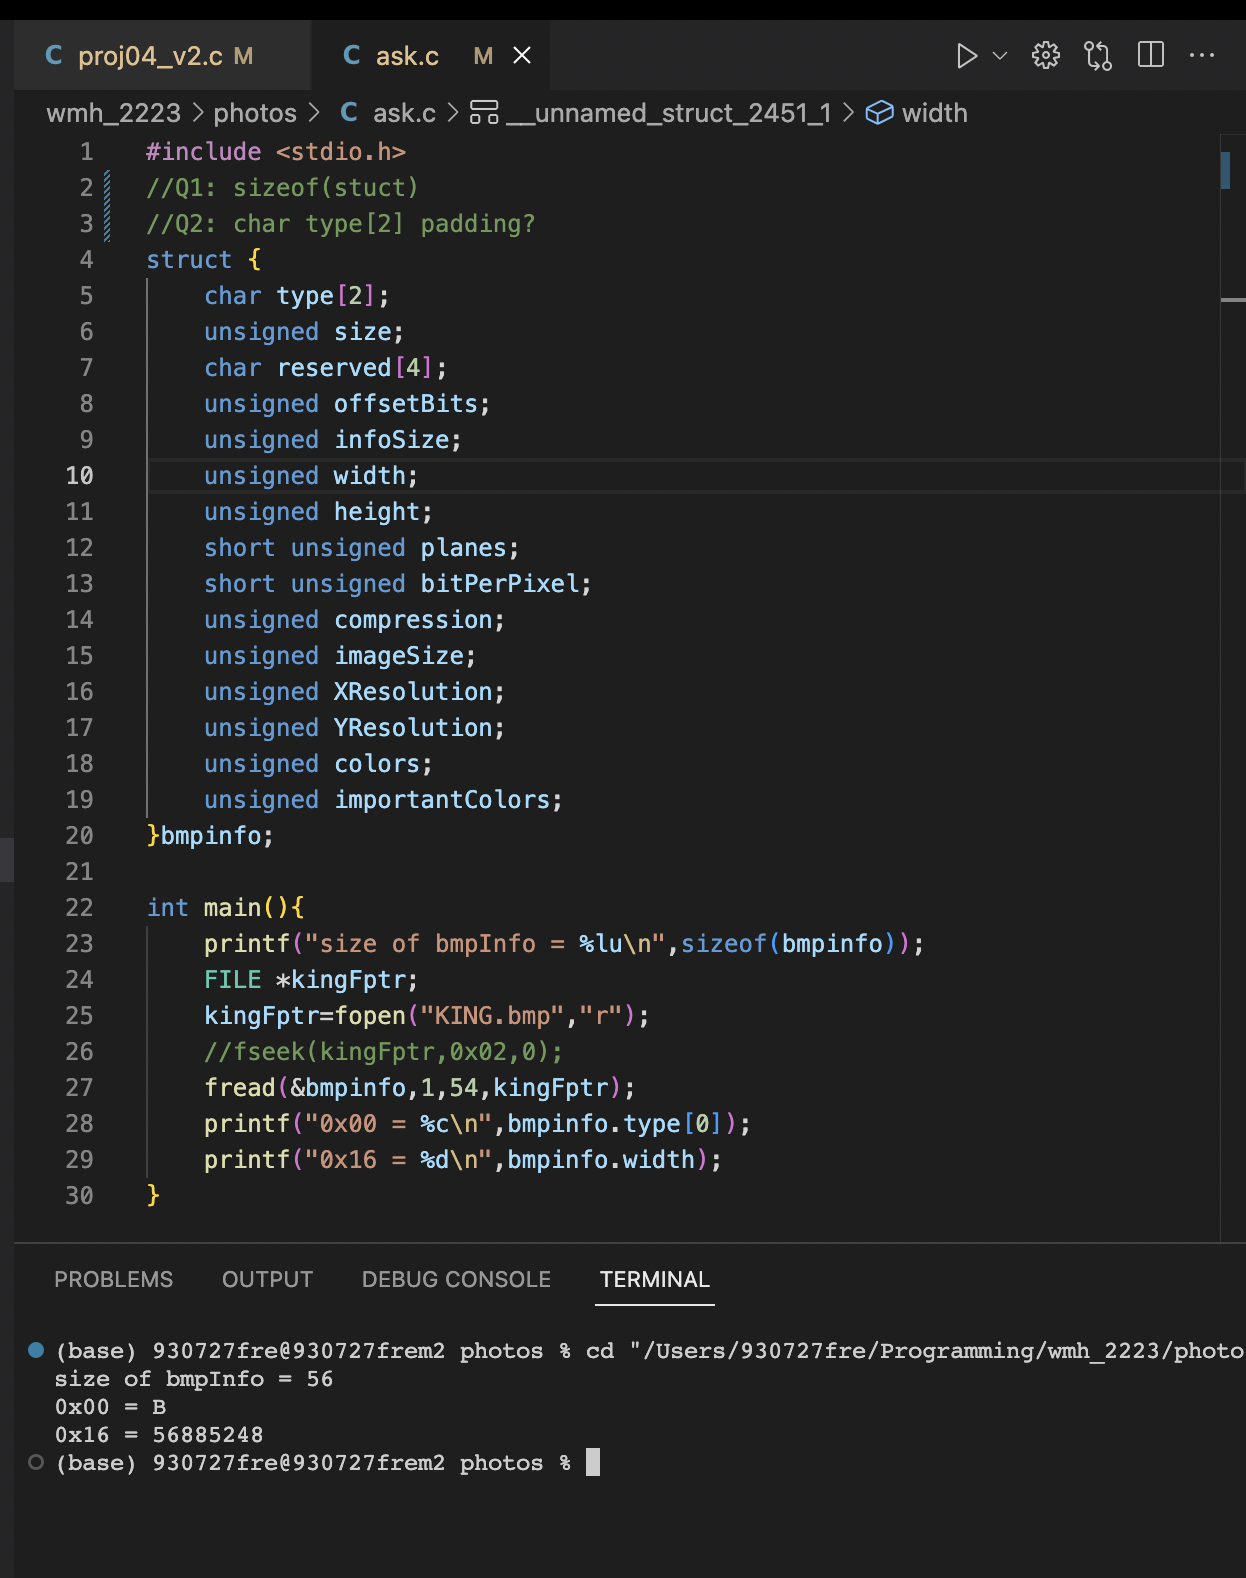 C proj04_v2.c M C ask.c M
wmh_2223 > photos > C ask.c > __unnamed_struct_2451_1 > width
1 #include <stdio.h>
2 //Q1: sizeof(stuct)
3 //Q2: char type[2] padding?
4 struct {
5 char type[2];
6 unsigned size;
7 char reserved[4];
8 unsigned offsetBits;
9 unsigned infoSize;
10 unsigned width;
11 unsigned height;
12 short unsigned planes;
13 short unsigned bitPerPixel;
14 unsigned compression;
15 unsigned imageSize;
16 unsigned XResolution;
17 unsigned YResolution;
18 unsigned colors;
19 unsigned importantColors;
20 }bmpinfo;
21
22 int main(){
23 printf("size of bmpInfo = %lu\n",sizeof(bmpinfo));
24 FILE *kingFptr;
25 kingFptr=fopen("KING.bmp","r");
26 //fseek(kingFptr,0x02,0);
27 fread(&bmpinfo,1,54,kingFptr);
28 printf("0x00 = %c\n",bmpinfo.type[0]);
29 printf("0x16 = %d\n",bmpinfo.width);
30 }
PROBLEMS OUTPUT DEBUG CONSOLE TERMINAL
(base) 930727fre@930727frem2 photos % cd "/Users/930727fre/Programming/wmh_2223/photo
size of bmpInfo = 56
0x00 = B
0x16 = 56885248
(base) 930727fre@930727frem2 photos %